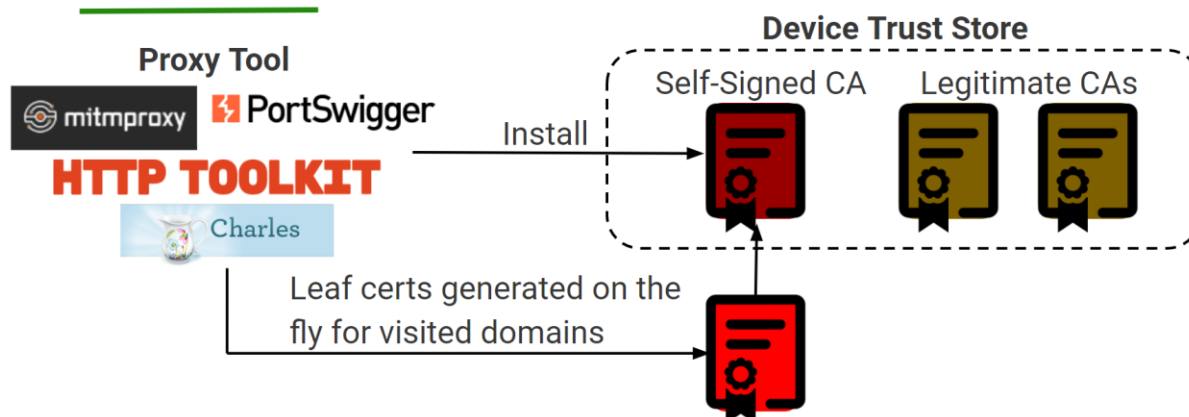 Device Trust Store
Proxy Tool
Self-Signed CA
Legitimate CAs
mitmproxy
PortSwigger
Install
HTTP TOOLKIT
Charles
Leaf certs generated on the
fly for visited domains